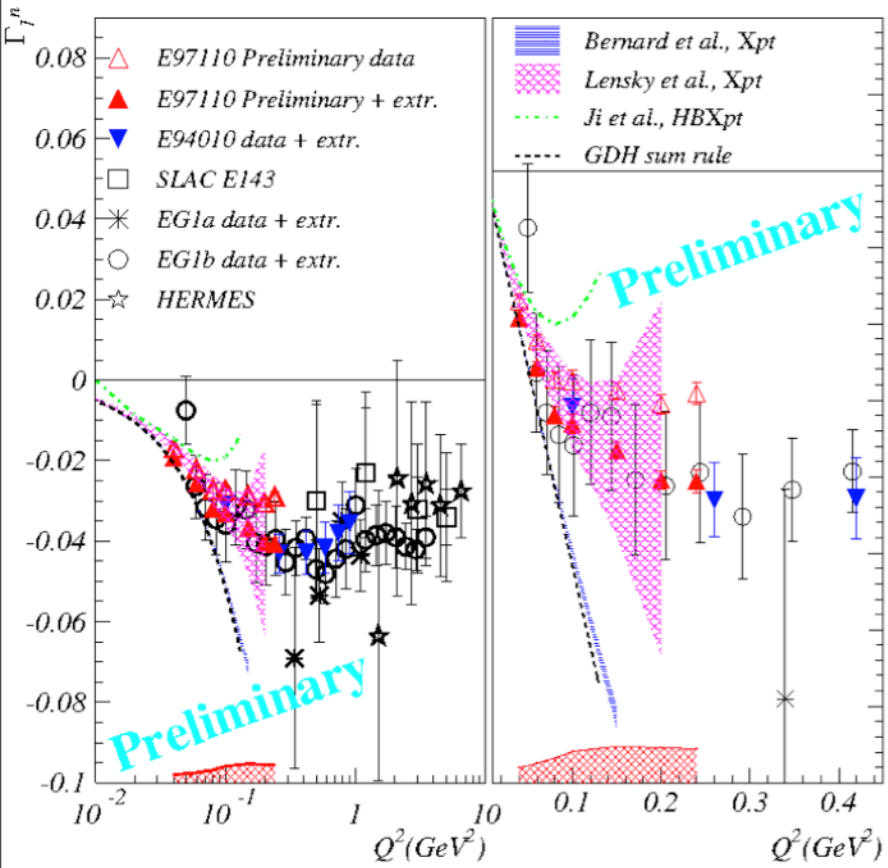 Γ₁ⁿ
0.08
0.06
0.04
0.02
0
-0.02
-0.04
-0.06
-0.08
-0.1
E97110 Preliminary data
E97110 Preliminary + extr.
E94010 data + extr.
SLAC E143
EG1a data + extr.
EG1b data + extr.
HERMES
Preliminary
10⁻² 10⁻¹ 1 10
Q²(GeV²)
Bernard et al., Xpt
Lensky et al., Xpt
Ji et al., HBXpt
GDH sum rule
Preliminary
0.1 0.2 0.3 0.4
Q²(GeV²)